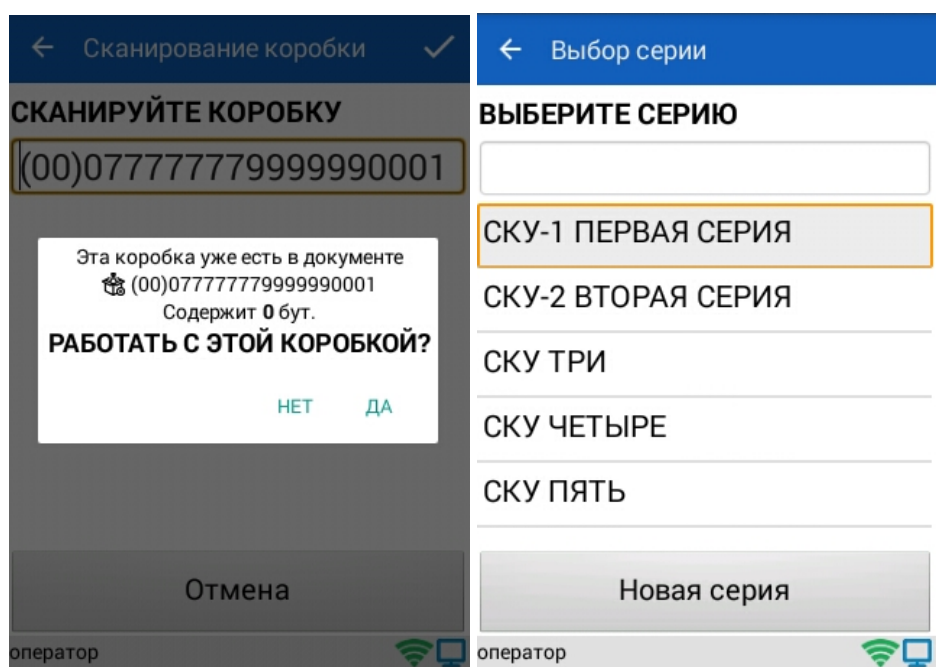 Сканирование коробки
СКАНИРУЙТЕ КОРОБКУ
(00)077777779999990001
Эта коробка уже есть в документе
(00)077777779999990001
Содержит 0 бут.
РАБОТАТЬ С ЭТОЙ КОРОБКОЙ?
НЕТ ДА
Отмена
оператор
Выбор серии
ВЫБЕРИТЕ СЕРИЮ
СКУ-1 ПЕРВАЯ СЕРИЯ
СКУ-2 ВТОРАЯ СЕРИЯ
СКУ ТРИ
СКУ ЧЕТЫРЕ
СКУ ПЯТЬ
Новая серия
оператор